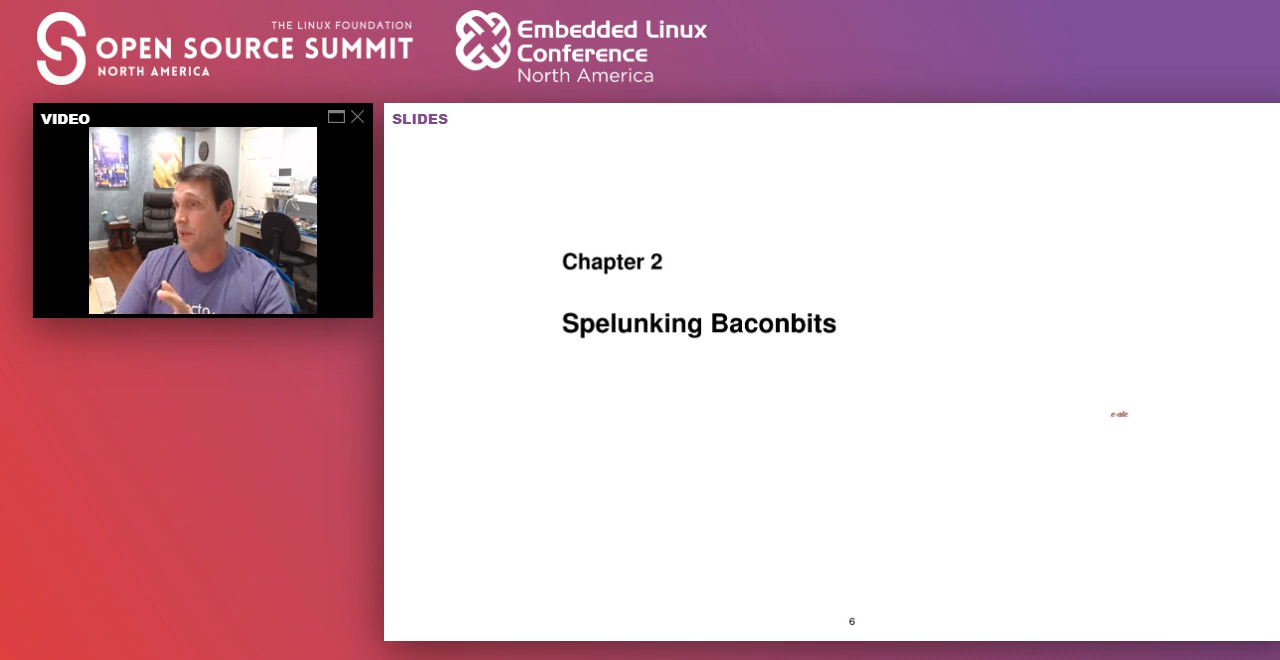 THE LINUX FOUNDATION
OPEN SOURCE SUMMIT
NORTH AMERICA
Embedded Linux
Conference
North America
VIDEO
SLIDES
Chapter 2
Spelunking Baconbits
e-ale
6